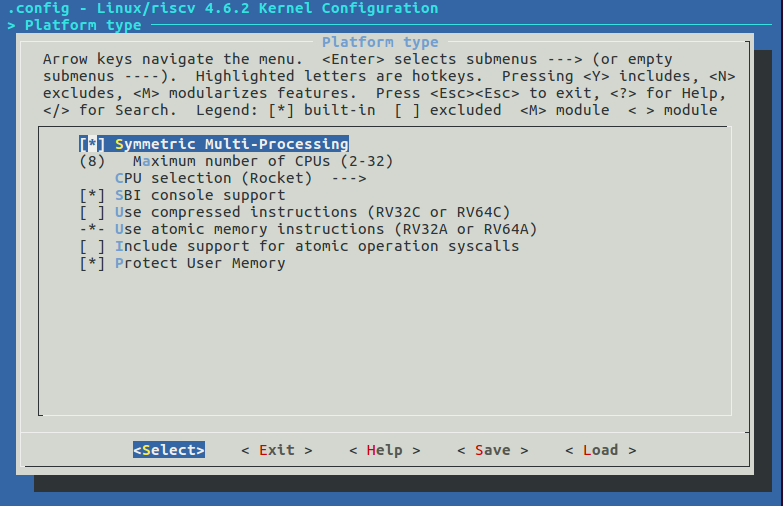 .config - Linux/riscv 4.6.2 Kernel Configuration
> Platform type
Platform type
Arrow keys navigate the menu.  <Enter> selects submenus ---> (or empty
submenus ----).  Highlighted letters are hotkeys.  Pressing <Y> includes, <N>
excludes, <M> modularizes features.  Press <Esc><Esc> to exit, <?> for Help,
</> for Search.  Legend: [*] built-in  [ ] excluded  <M> module  < > module
[*] Symmetric Multi-Processing
(8)   Maximum number of CPUs (2-32)
CPU selection (Rocket)  --->
[*] SBI console support
[ ] Use compressed instructions (RV32C or RV64C)
-*- Use atomic memory instructions (RV32A or RV64A)
[ ] Include support for atomic operation syscalls
[*] Protect User Memory
<Select>    < Exit >    < Help >    < Save >    < Load >